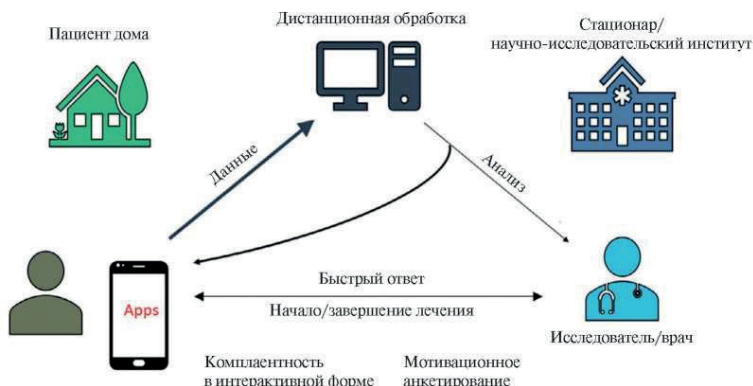 Пациент дома
Дистанционная обработка
Стационар/
научно-исследовательский институт
Данные
Анализ
Apps
Быстрый ответ
Начало/завершение лечения
Исследователь/врач
Комплаентность
в интерактивной форме
Мотивационное
анкетирование